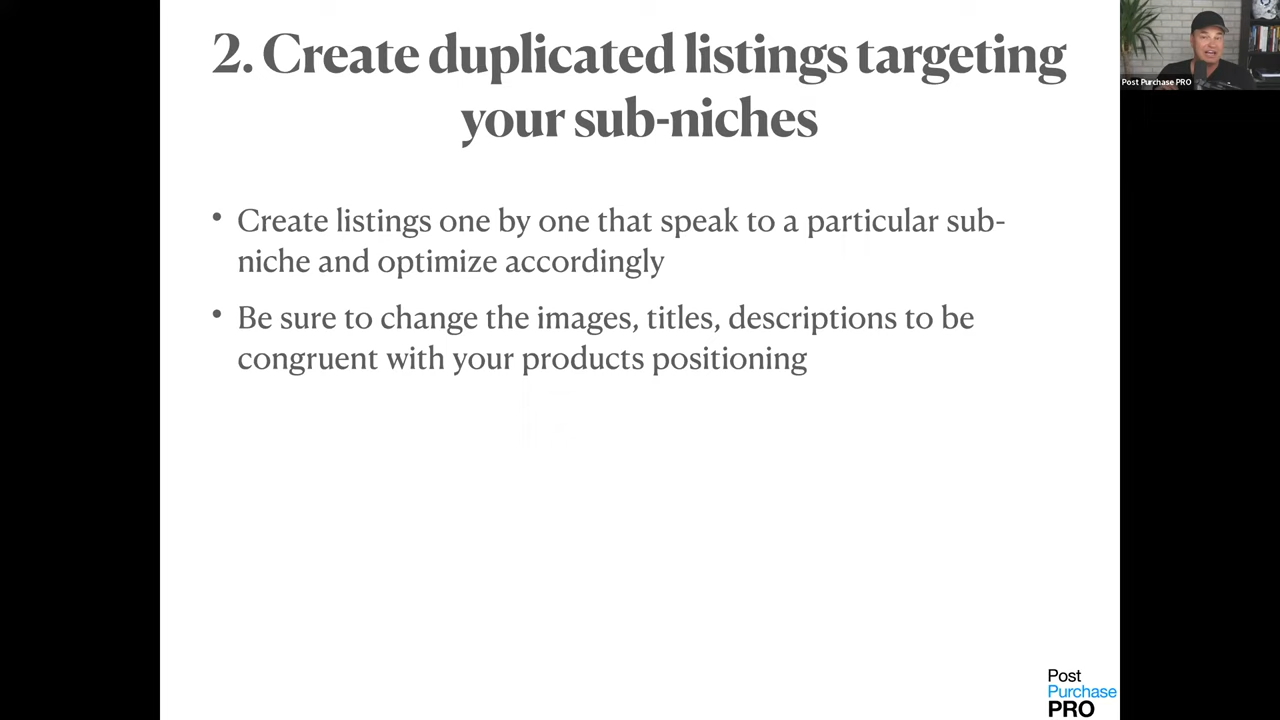 2. Create duplicated listings targeting
your sub-niches
• Create listings one by one that speak to a particular sub-
niche and optimize accordingly
• Be sure to change the images, titles, descriptions to be
congruent with your products positioning
Post Purchase PRO
Post
Purchase
PRO